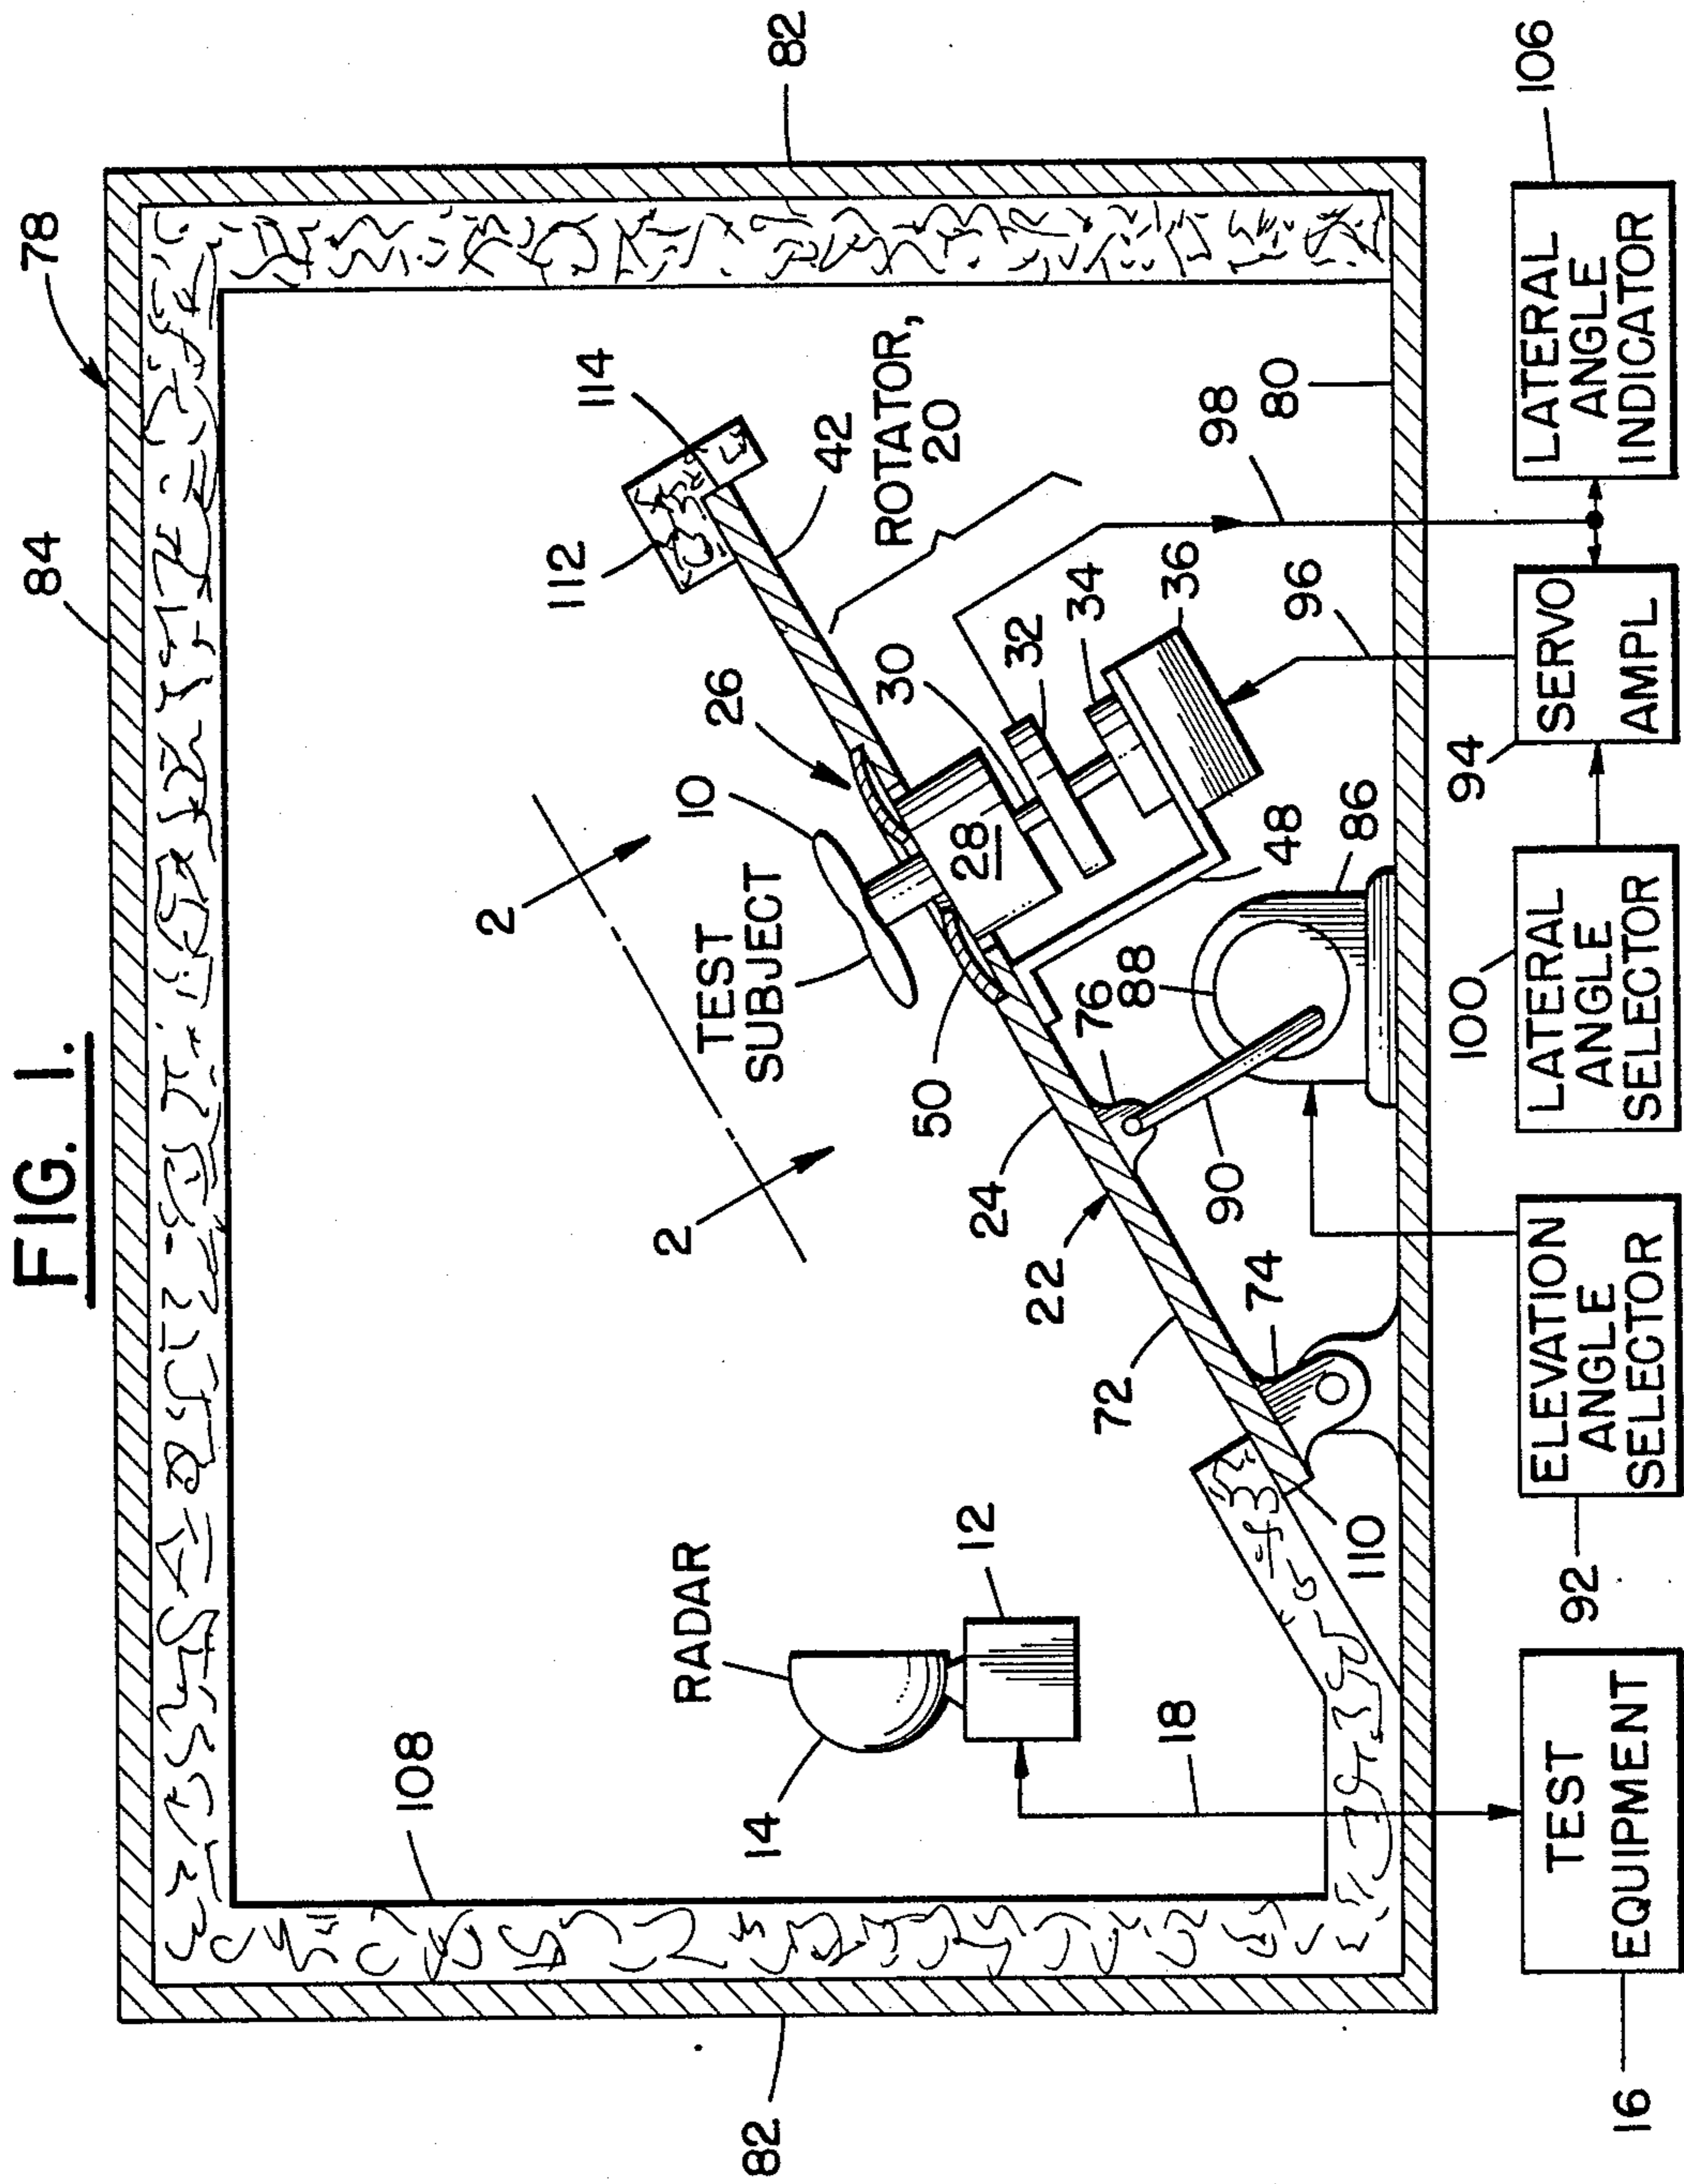 FIG. 1.
84
78
82
82
108
2
2
TEST
SUBJECT
10
26
112
114
42
ROTATOR,
20
RADAR
14
12
18
72
22
24
50
28
30
32
34
36
98
80
96
48
86
76
88
90
74
110
16
TEST
EQUIPMENT
92
ELEVATION
ANGLE
SELECTOR
100
LATERAL
ANGLE
SELECTOR
94
SERVO
AMPL
106
LATERAL
ANGLE
INDICATOR